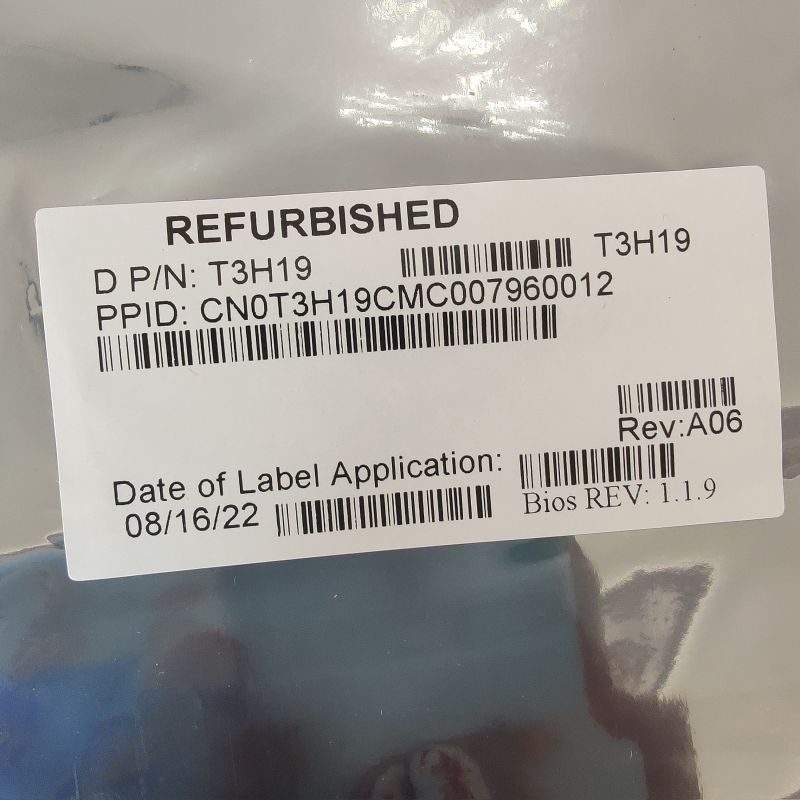 REFURBISHED
D P/N: T3H19 T3H19
PPID: CN0T3H19CMC007960012
Rev:A06
Date of Label Application:
08/16/22
Bios REV: 1.1.9